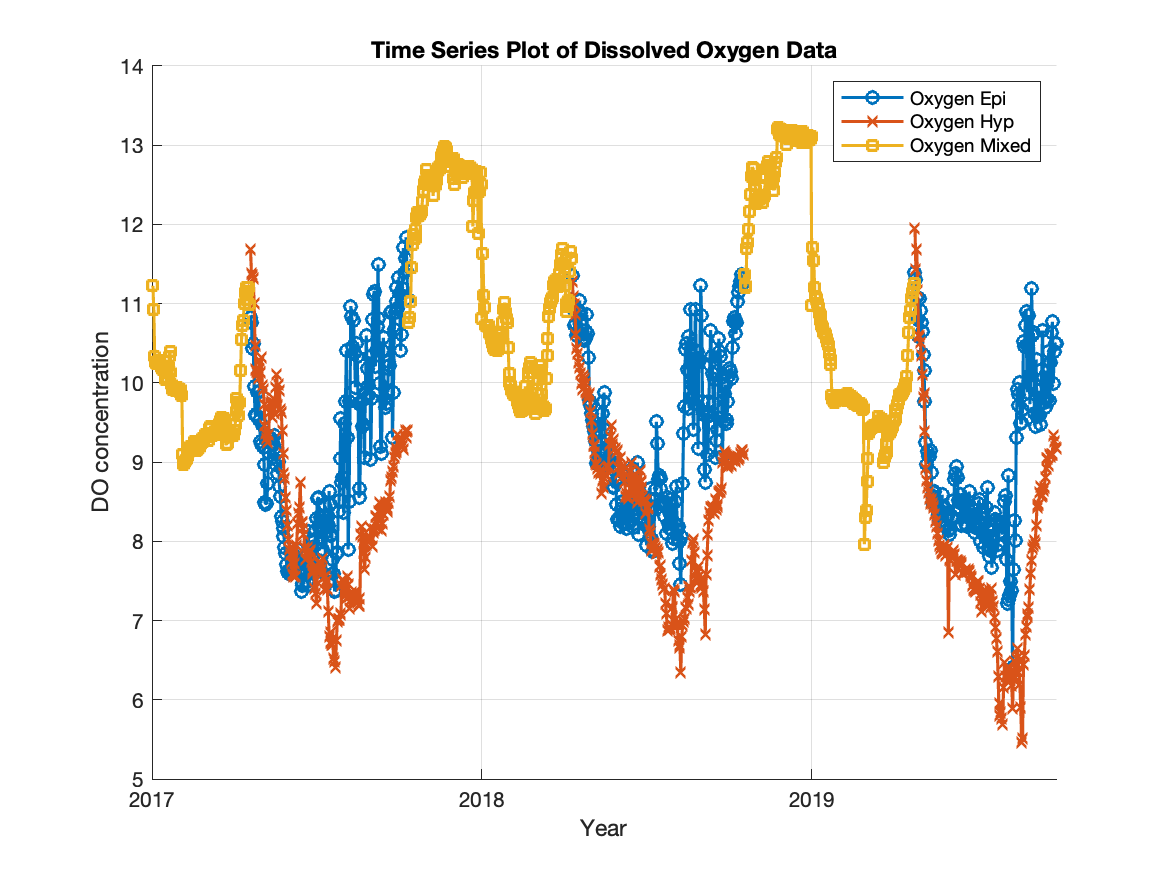 Time Series Plot of Dissolved Oxygen Data
14
13
12
11
10
9
8
7
6
5
DO concentration
Oxygen Epi
Oxygen Hyp
Oxygen Mixed
2017
2018
2019
Year